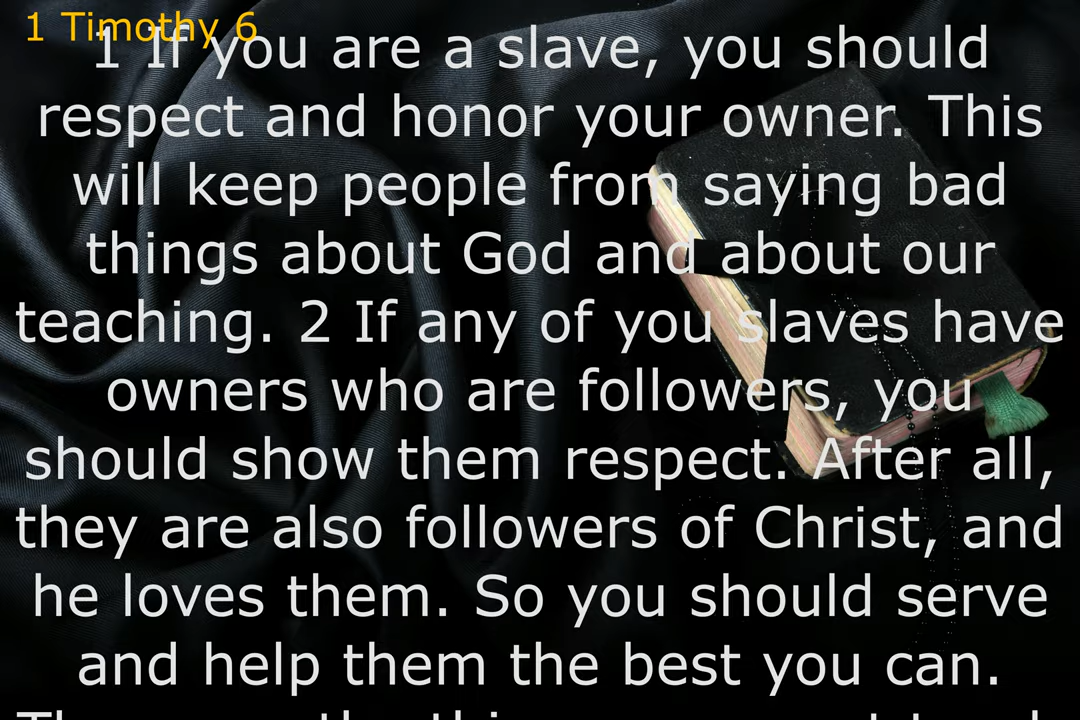 1 Timothy 6
1 If you are a slave, you should
respect and honor your owner. This
will keep people from saying bad
things about God and about our
teaching. 2 If any of you slaves have
owners who are followers, you
should show them respect. After all,
they are also followers of Christ, and
he loves them. So you should serve
and help them the best you can.